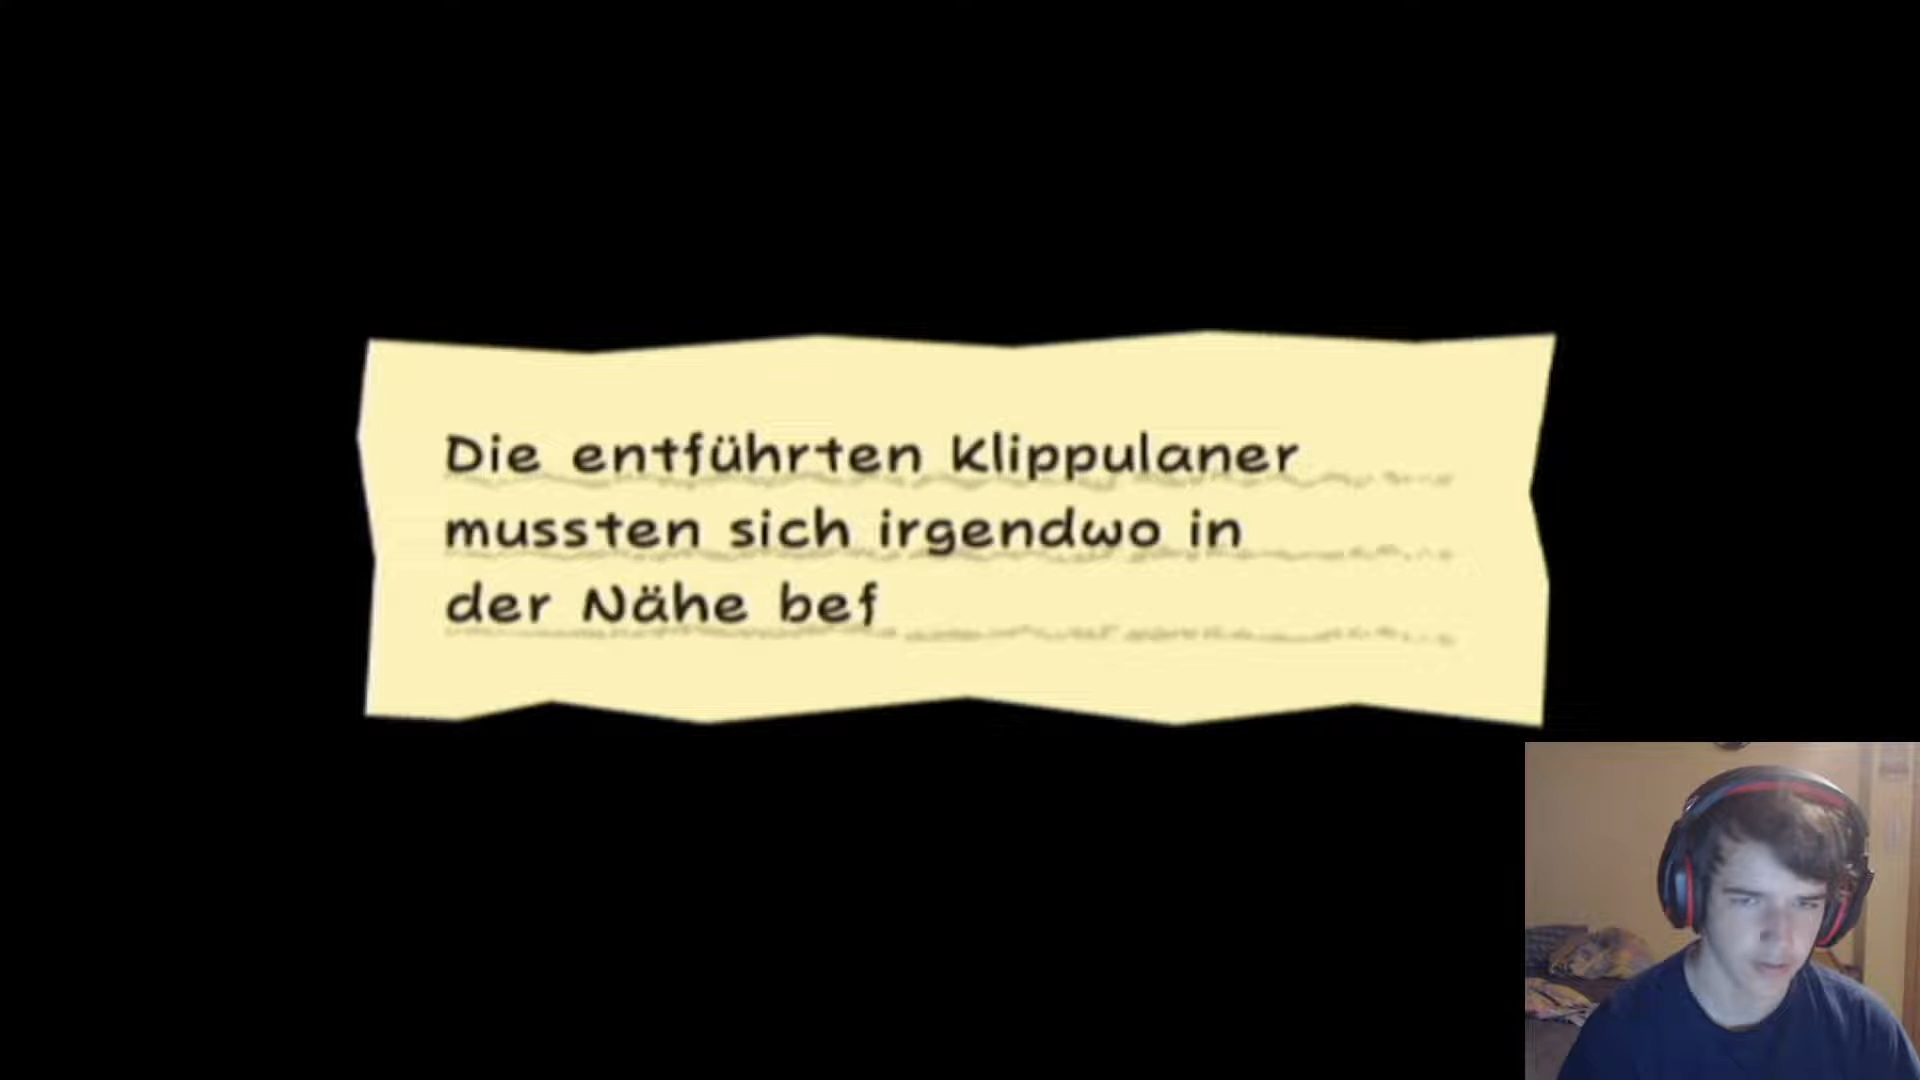 Die entführten Klippulaner
mussten sich irgendwo in
der Nähe bef